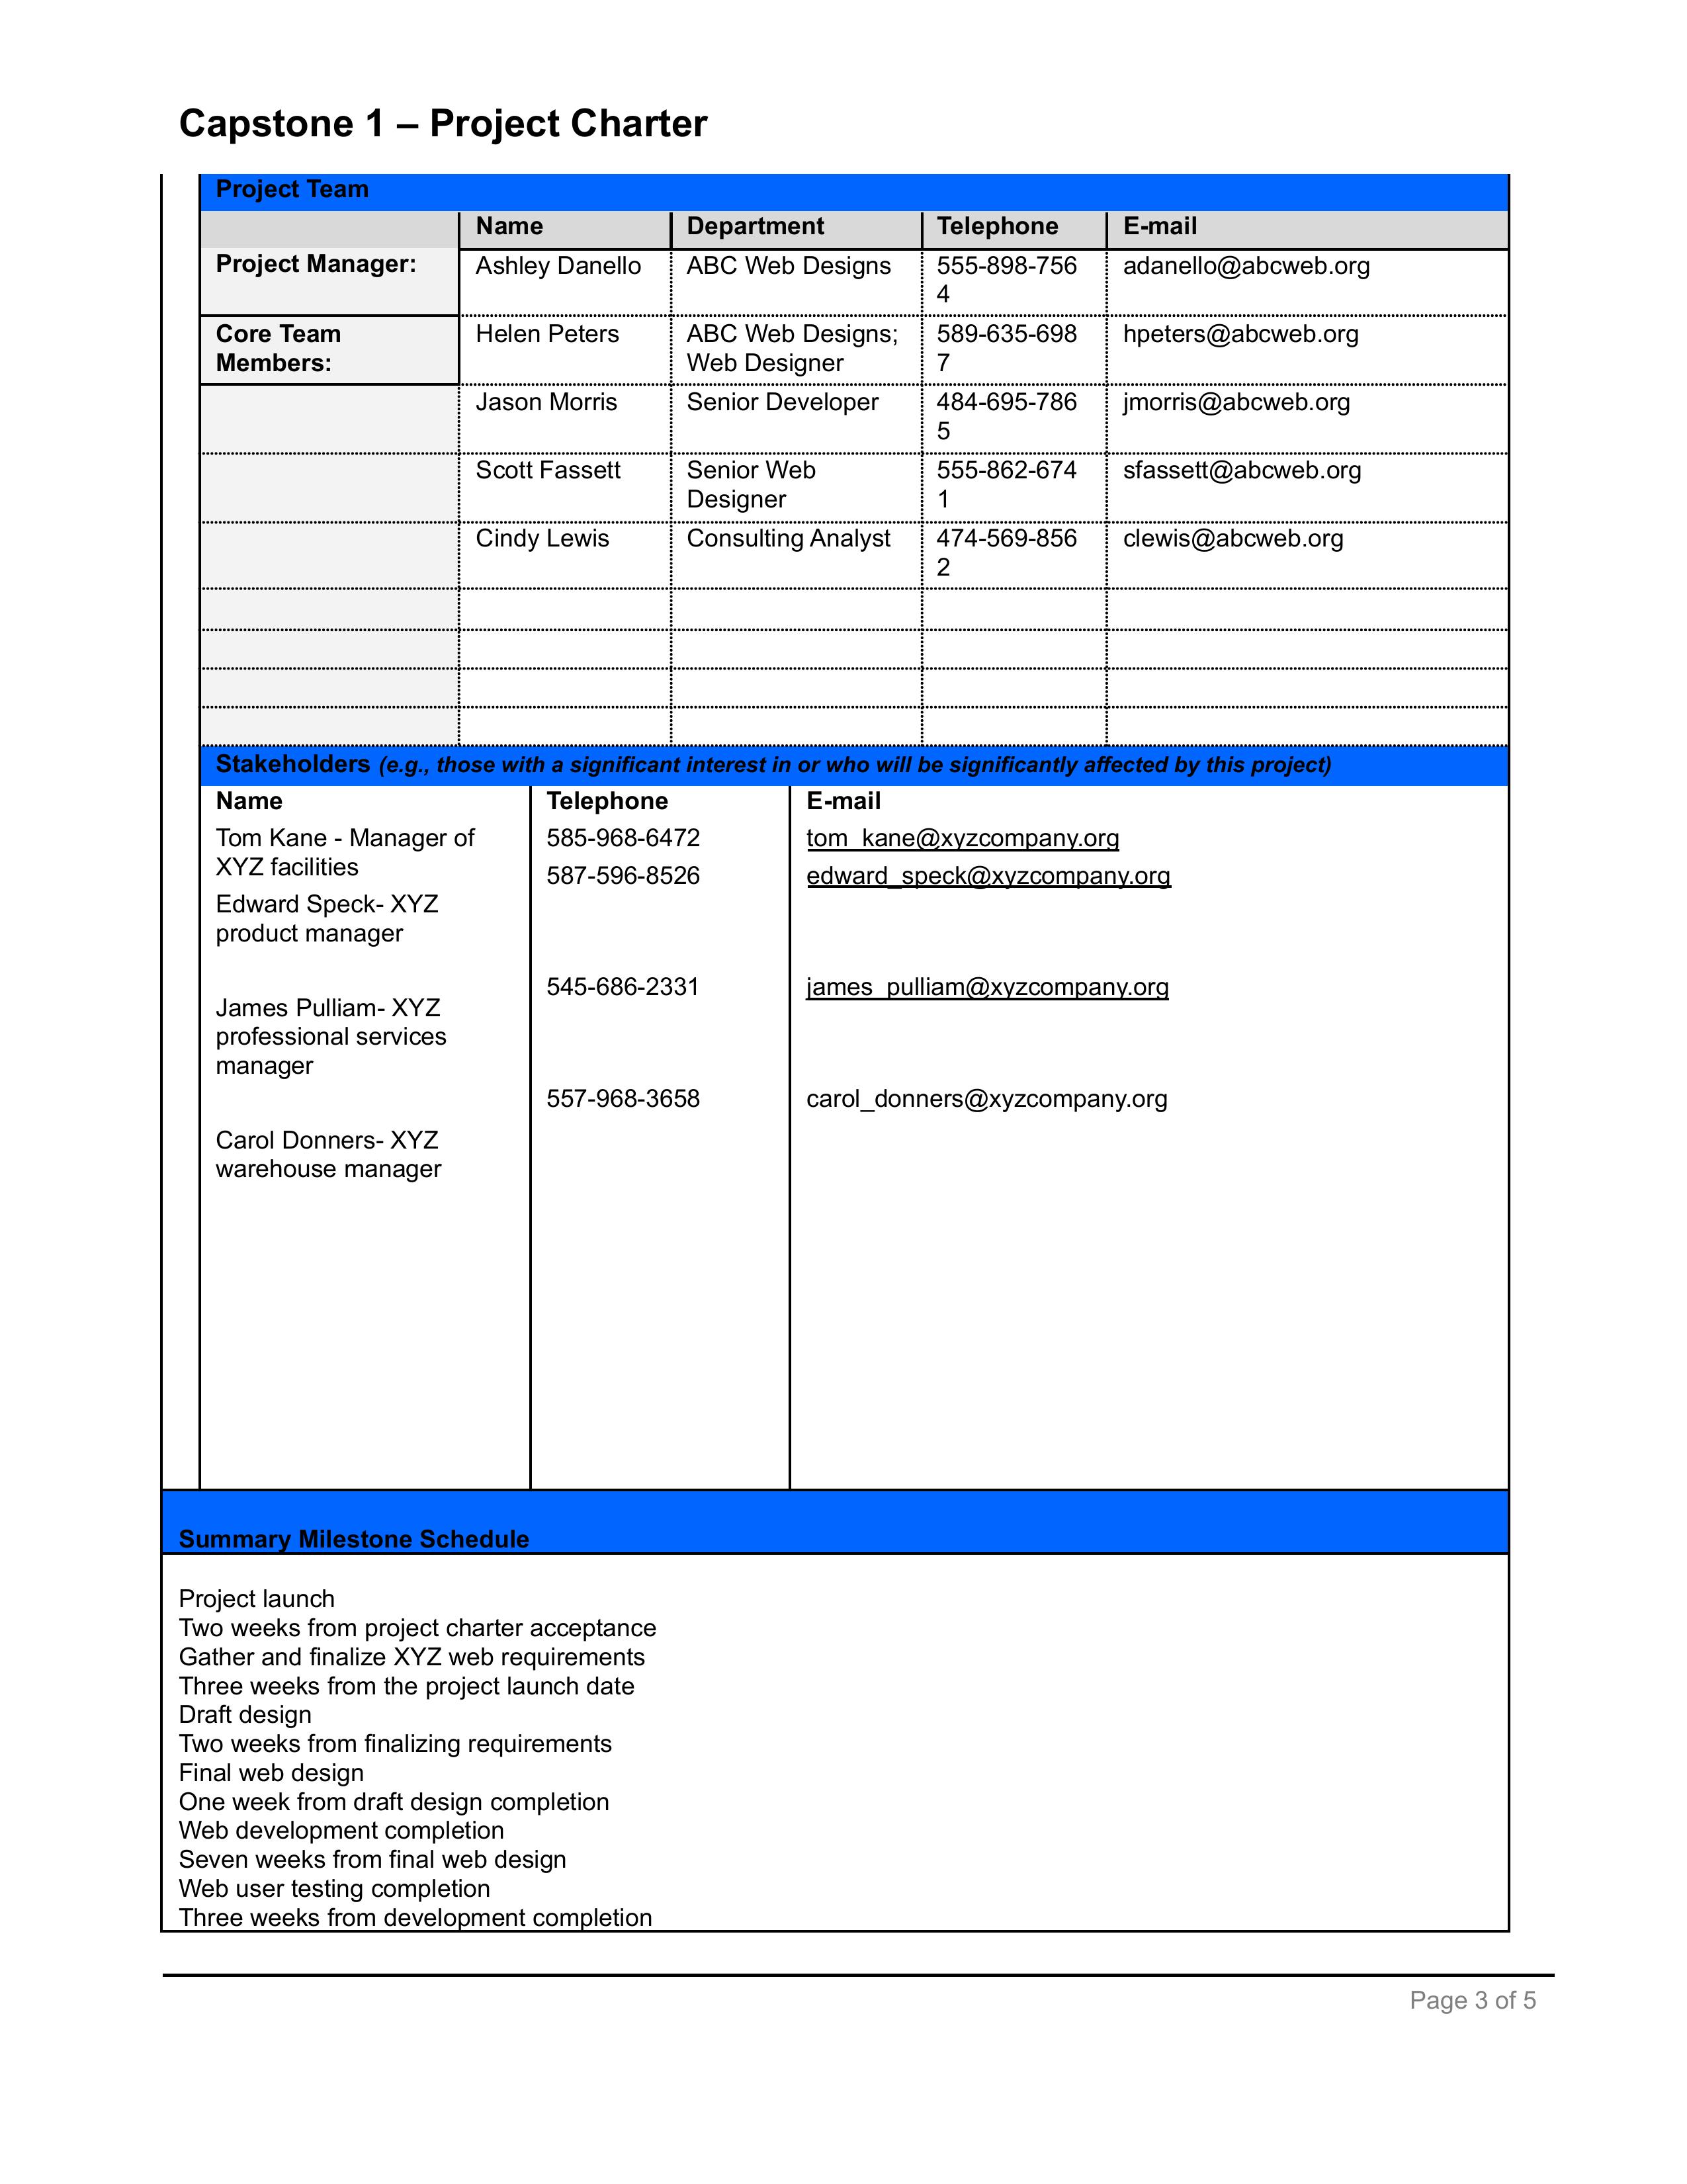 Capstone 1 – Project Charter
Project Team
Name Department Telephone E-mail
Project Manager: Ashley Danello ABC Web Designs 555-898-756 adanello@abcweb.org
4
Core Team Helen Peters ABC Web Designs; 589-635-698 hpeters@abcweb.org
Members: Web Designer 7
Jason Morris Senior Developer 484-695-786 jmorris@abcweb.org
5
Scott Fassett Senior Web 555-862-674 sfassett@abcweb.org
Designer 1
Cindy Lewis Consulting Analyst 474-569-856 clewis@abcweb.org
2
Stakeholders (e.g., those with a significant interest in or who will be significantly affected by this project)
Name Telephone E-mail
Tom Kane - Manager of 585-968-6472 tom_kane@xyzcompany.org
XYZ facilities 587-596-8526 edward_speck@xyzcompany.org
Edward Speck- XYZ
product manager
545-686-2331 james_pulliam@xyzcompany.org
James Pulliam- XYZ
professional services
manager
557-968-3658 carol_donners@xyzcompany.org
Carol Donners- XYZ
warehouse manager
Summary Milestone Schedule
Project launch
Two weeks from project charter acceptance
Gather and finalize XYZ web requirements
Three weeks from the project launch date
Draft design
Two weeks from finalizing requirements
Final web design
One week from draft design completion
Web development completion
Seven weeks from final web design
Web user testing completion
Three weeks from development completion
Page 3 of 5